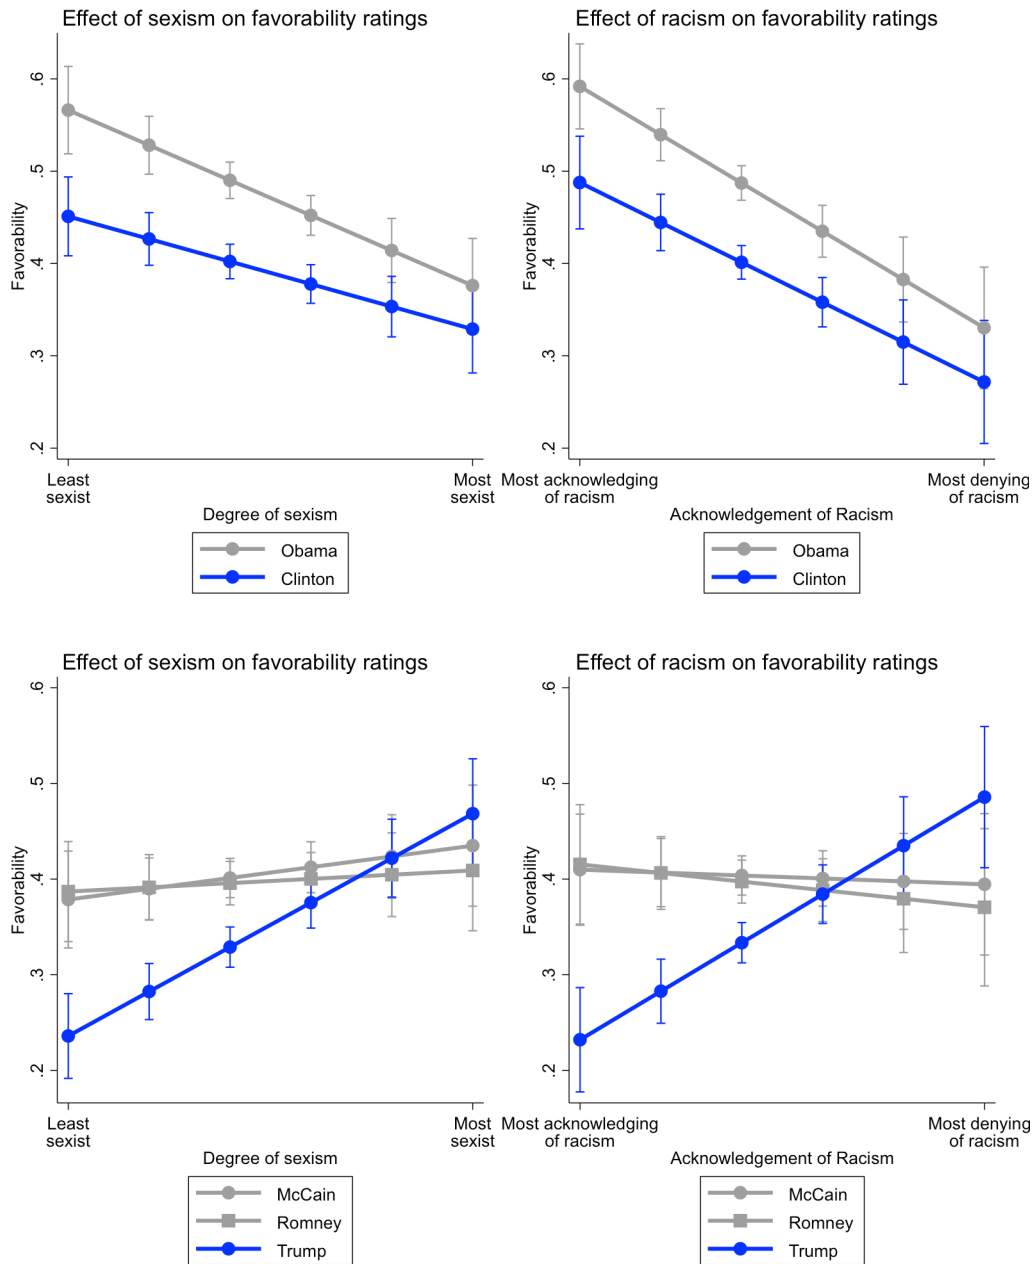 Effect of sexism on favorability ratings
Favorability
.6
.5
.4
.3
.2
Least
sexist
Most
sexist
Degree of sexism
Obama
Clinton
Effect of racism on favorability ratings
Favorability
.6
.5
.4
.3
.2
Most acknowledging
of racism
Most denying
of racism
Acknowledgement of Racism
Obama
Clinton
Effect of sexism on favorability ratings
Favorability
.6
.5
.4
.3
.2
Least
sexist
Most
sexist
Degree of sexism
McCain
Romney
Trump
Effect of racism on favorability ratings
Favorability
.6
.5
.4
.3
.2
Most acknowledging
of racism
Most denying
of racism
Acknowledgement of Racism
McCain
Romney
Trump